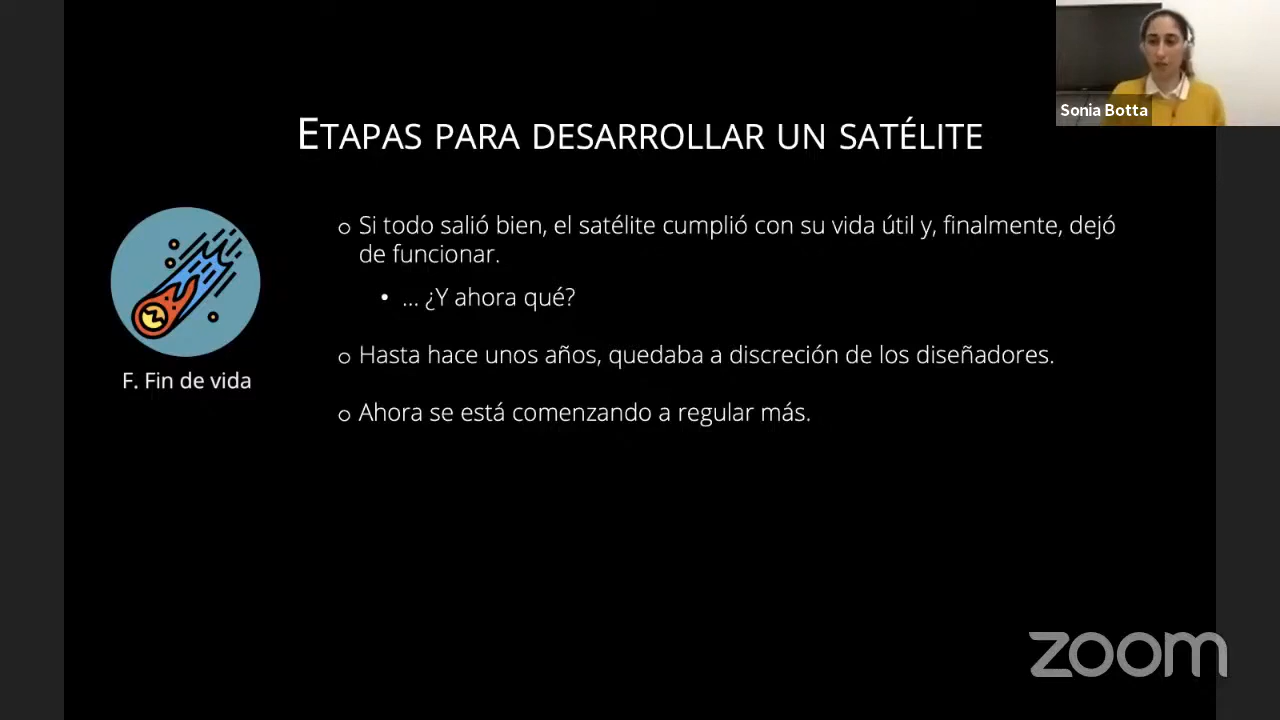 Sonia Botta
ETAPAS PARA DESARROLLAR UN SATÉLITE
o Si todo salió bien, el satélite cumplió con su vida útil y, finalmente, dejó
de funcionar.
• ... ¿Y ahora qué?
o Hasta hace unos años, quedaba a discreción de los diseñadores.
F. Fin de vida
o Ahora se está comenzando a regular más.
zoom